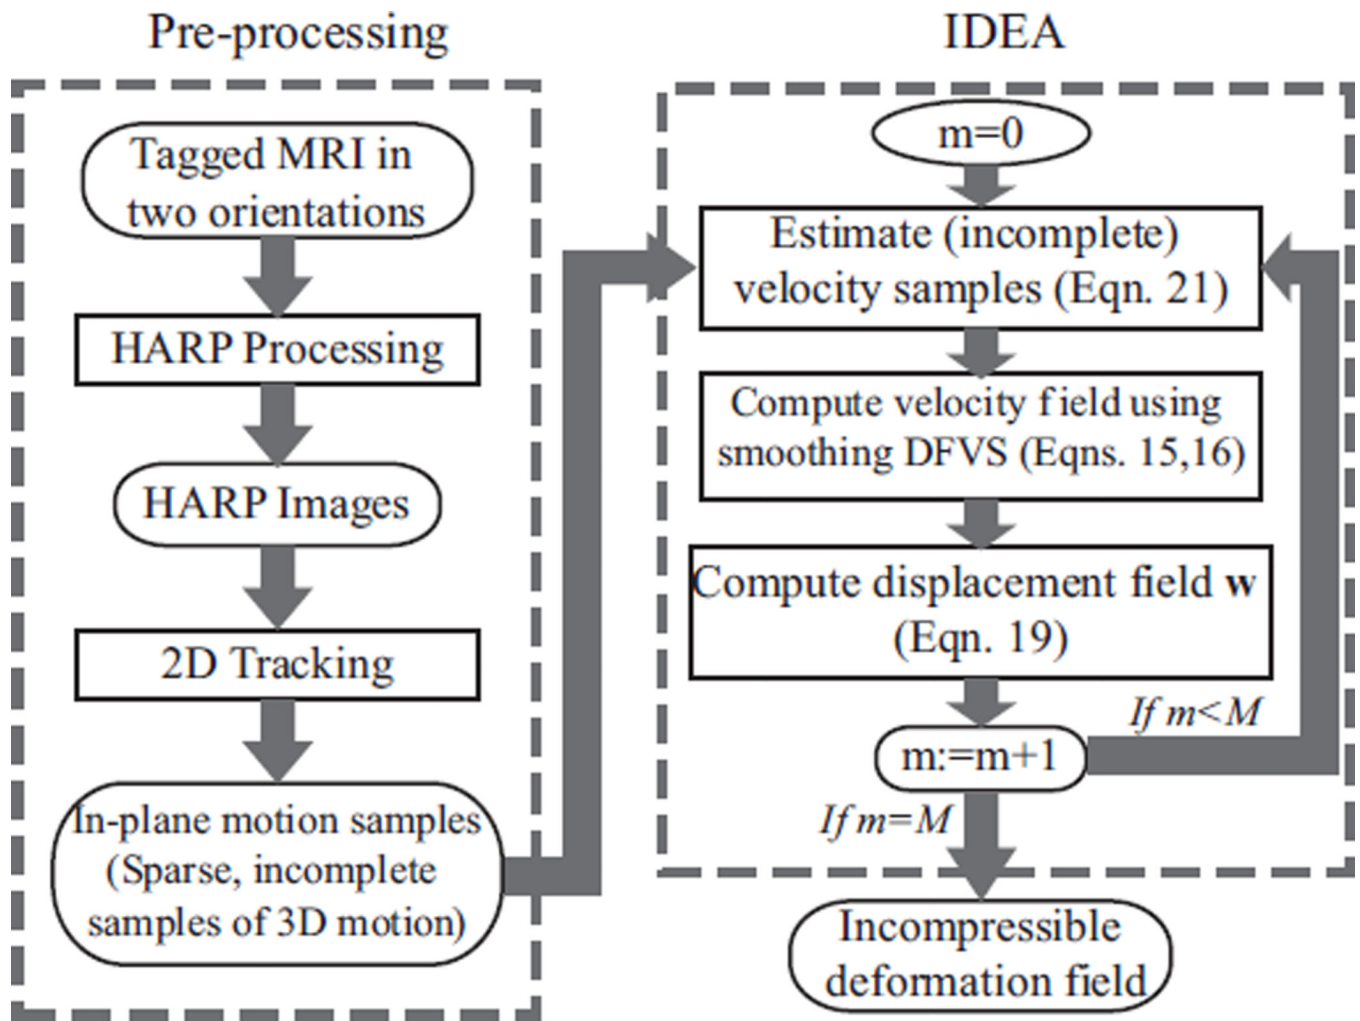 Pre-processing
Tagged MRI in
two orientations
HARP Processing
HARP Images
2D Tracking
In-plane motion samples
(Sparse, incomplete
samples of 3D motion)
IDEA
m=0
Estimate (incomplete)
velocity samples (Eqn. 21)
Compute velocity field using
smoothing DFVS (Eqns. 15,16)
Compute displacement field w
(Eqn. 19)
If m<M
m:=m+1
If m=M
Incompressible
deformation field